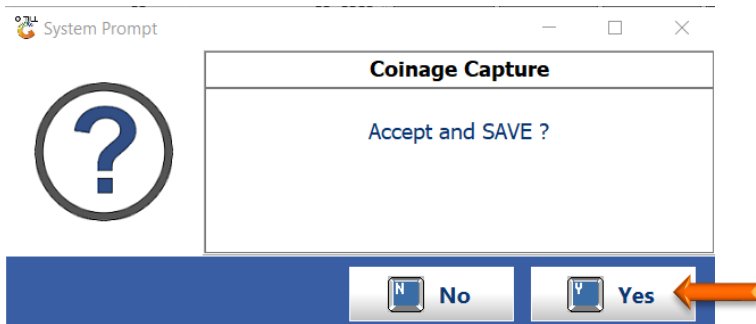 System Prompt
Coinage Capture
Accept and SAVE ?
N No
Y Yes